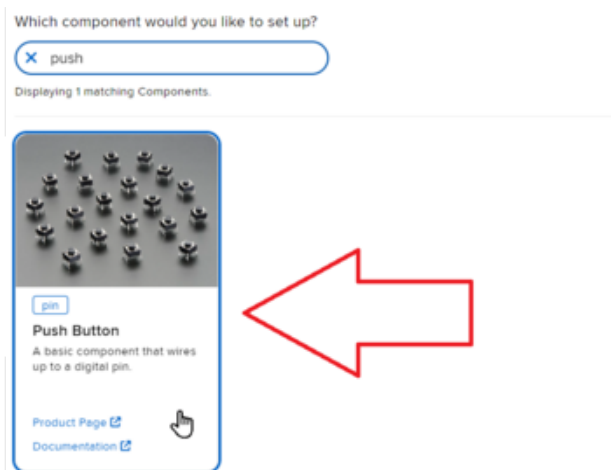 Which component would you like to set up?
push
Displaying 1 matching Components.
pin
Push Button
A basic component that wires
up to a digital pin.
Product Page
Documentation